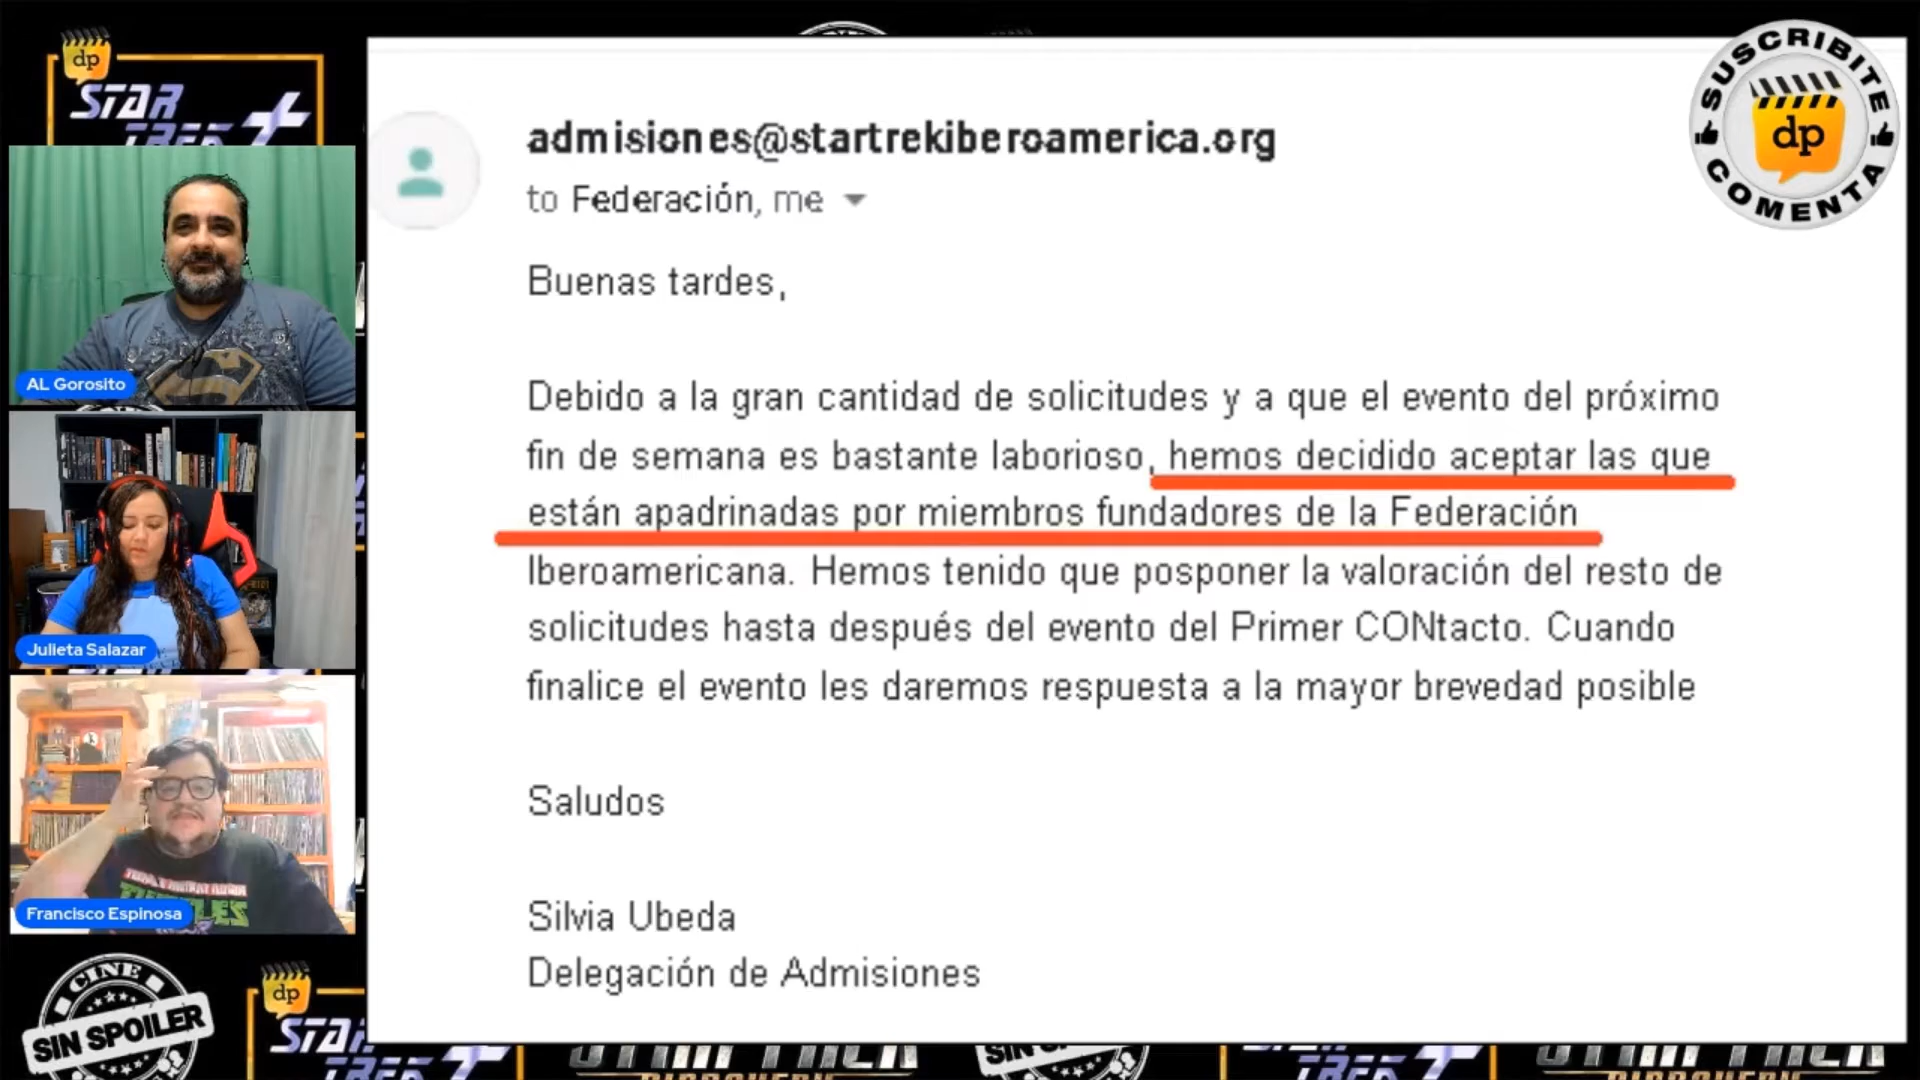 dp
STAR
TREK +
AL Gorosito
Julieta Salazar
Francisco Espinosa
CINE
SIN SPOILER
dp
STAR
TREK +
admisiones@startrekiberoamerica.org
to Federación, me
Buenas tardes,
Debido a la gran cantidad de solicitudes y a que el evento del próximo
fin de semana es bastante laborioso, hemos decidido aceptar las que
están apadrinadas por miembros fundadores de la Federación
Iberoamericana. Hemos tenido que posponer la valoración del resto de
solicitudes hasta después del evento del Primer CONtacto. Cuando
finalice el evento les daremos respuesta a la mayor brevedad posible
Saludos
Silvia Ubeda
Delegación de Admisiones
SUSCRIBITE
dp
COMENTA